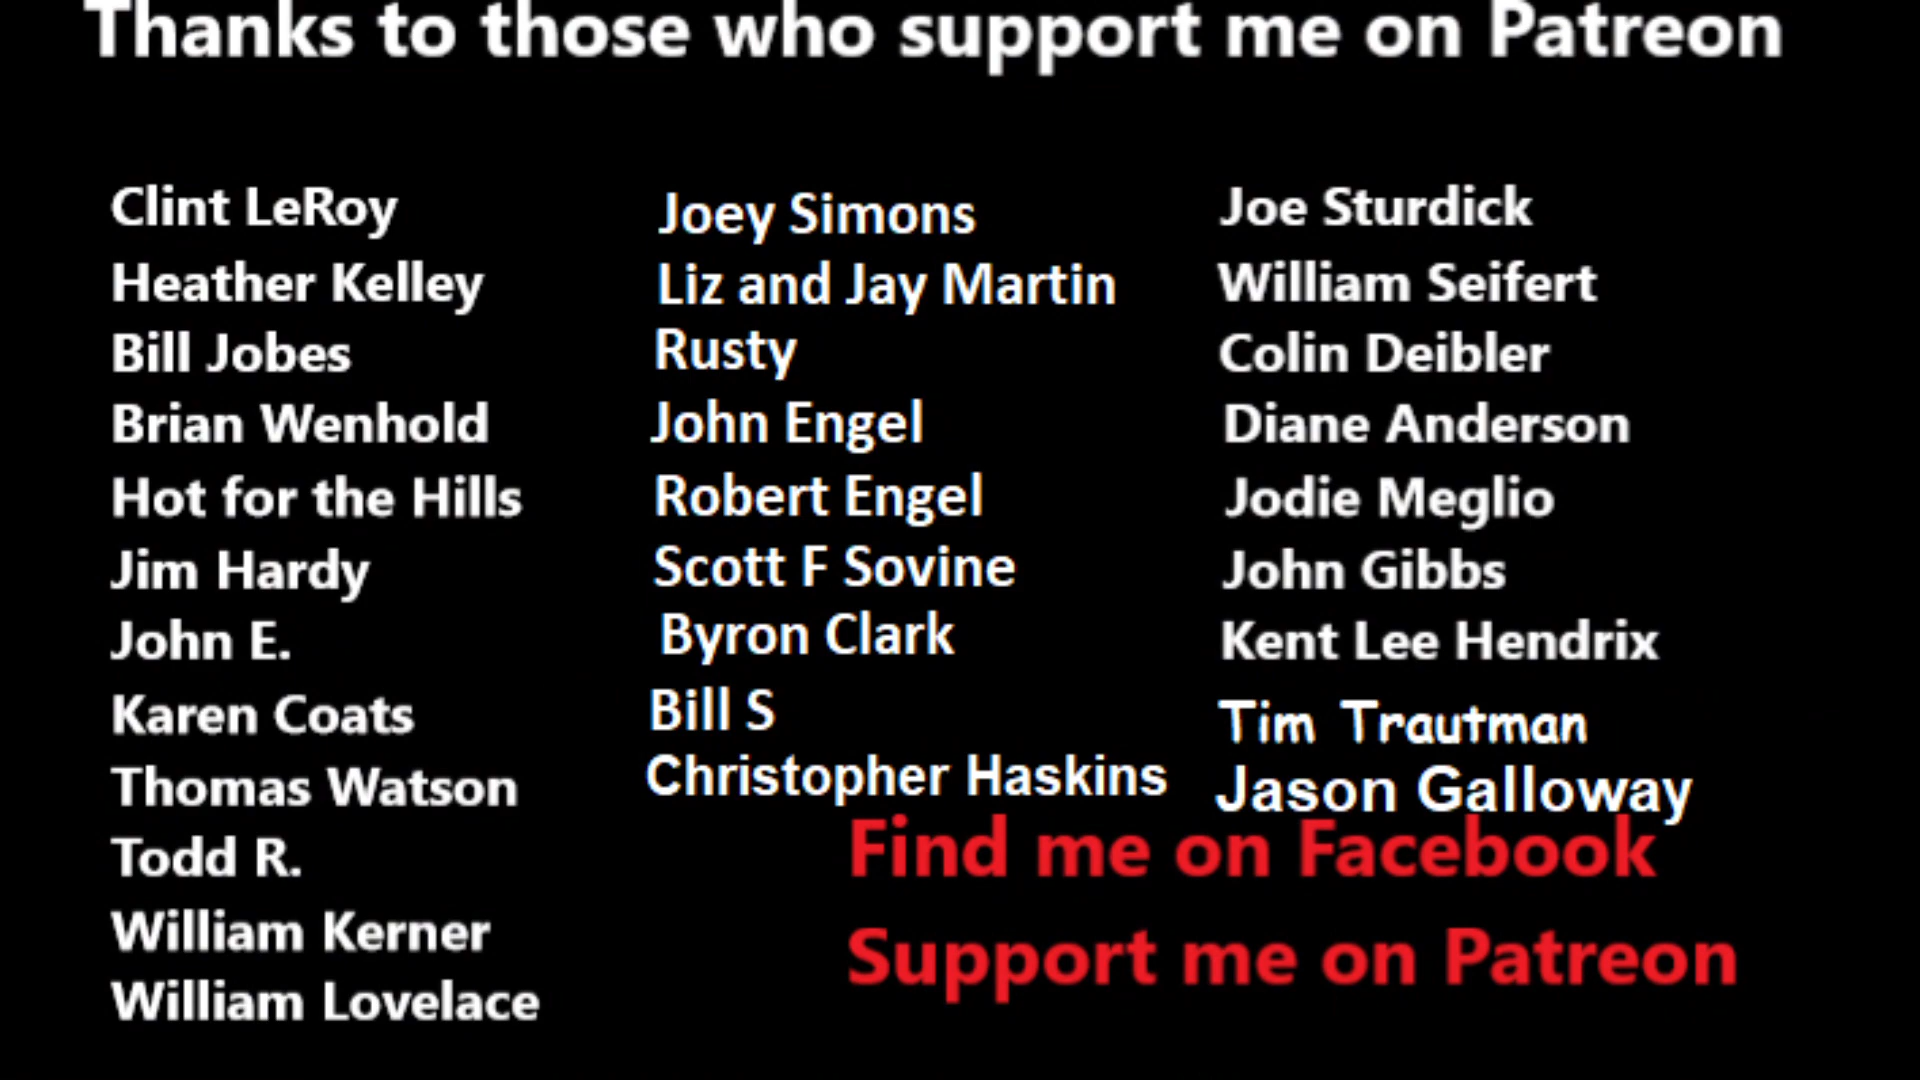 Thanks to those who support me on Patreon
Clint LeRoy
Heather Kelley
Bill Jobes
Brian Wenhold
Hot for the Hills
Jim Hardy
John E.
Karen Coats
Thomas Watson
Todd R.
William Kerner
William Lovelace
Joey Simons
Liz and Jay Martin
Rusty
John Engel
Robert Engel
Scott F Sovine
Byron Clark
Bill S
Christopher Haskins
Joe Sturdick
William Seifert
Colin Deibler
Diane Anderson
Jodie Meglio
John Gibbs
Kent Lee Hendrix
Tim Trautman
Jason Galloway
Find me on Facebook
Support me on Patreon